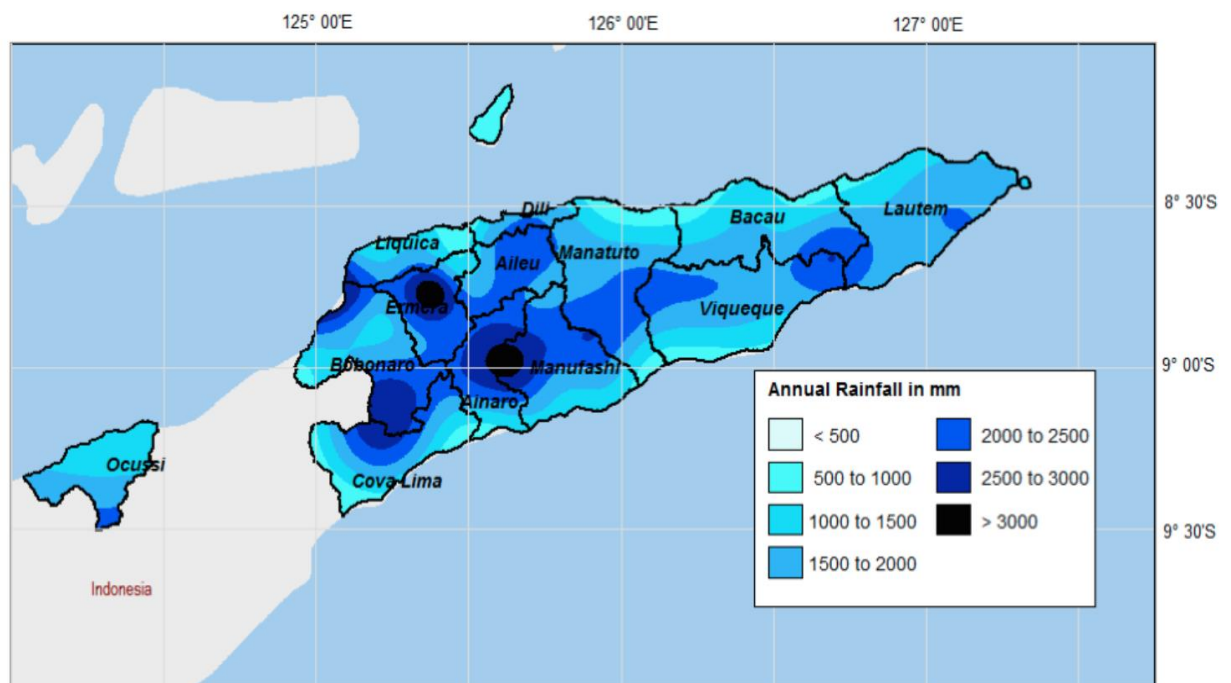 125° 00'E
126° 00'E
127° 00'E
8° 30'S
9° 00'S
9° 30'S
Dili
Liquica
Bacau
Lautem
Manatuto
Aileu
Ermera
Viqueque
Bobonaro
Manufashi
Ainaro
Ocussi
Cova Lima
Indonesia
Annual Rainfall in mm
< 500
500 to 1000
1000 to 1500
1500 to 2000
2000 to 2500
2500 to 3000
> 3000